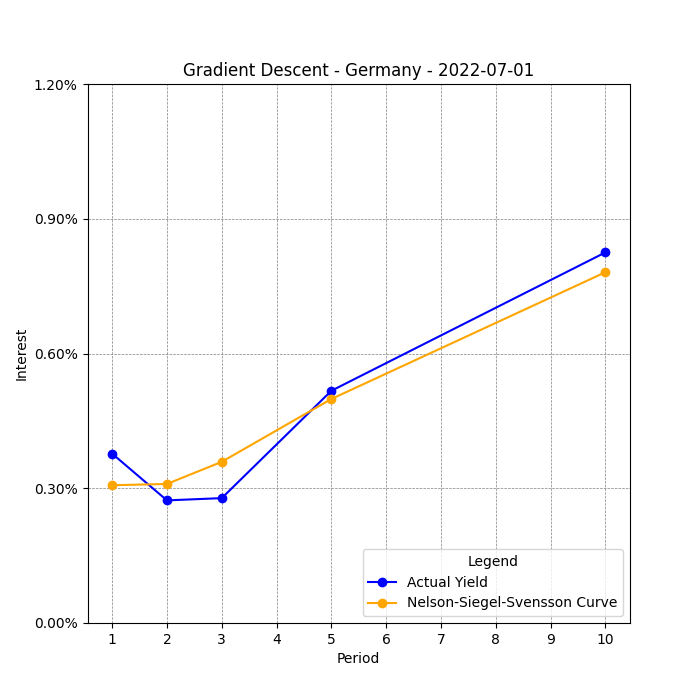 Gradient Descent - Germany - 2022-07-01
1.20%
0.90%
0.60%
0.30%
0.00%
Interest
1 2 3 4 5 6 7 8 9 10
Period
Legend
Actual Yield
Nelson-Siegel-Svensson Curve